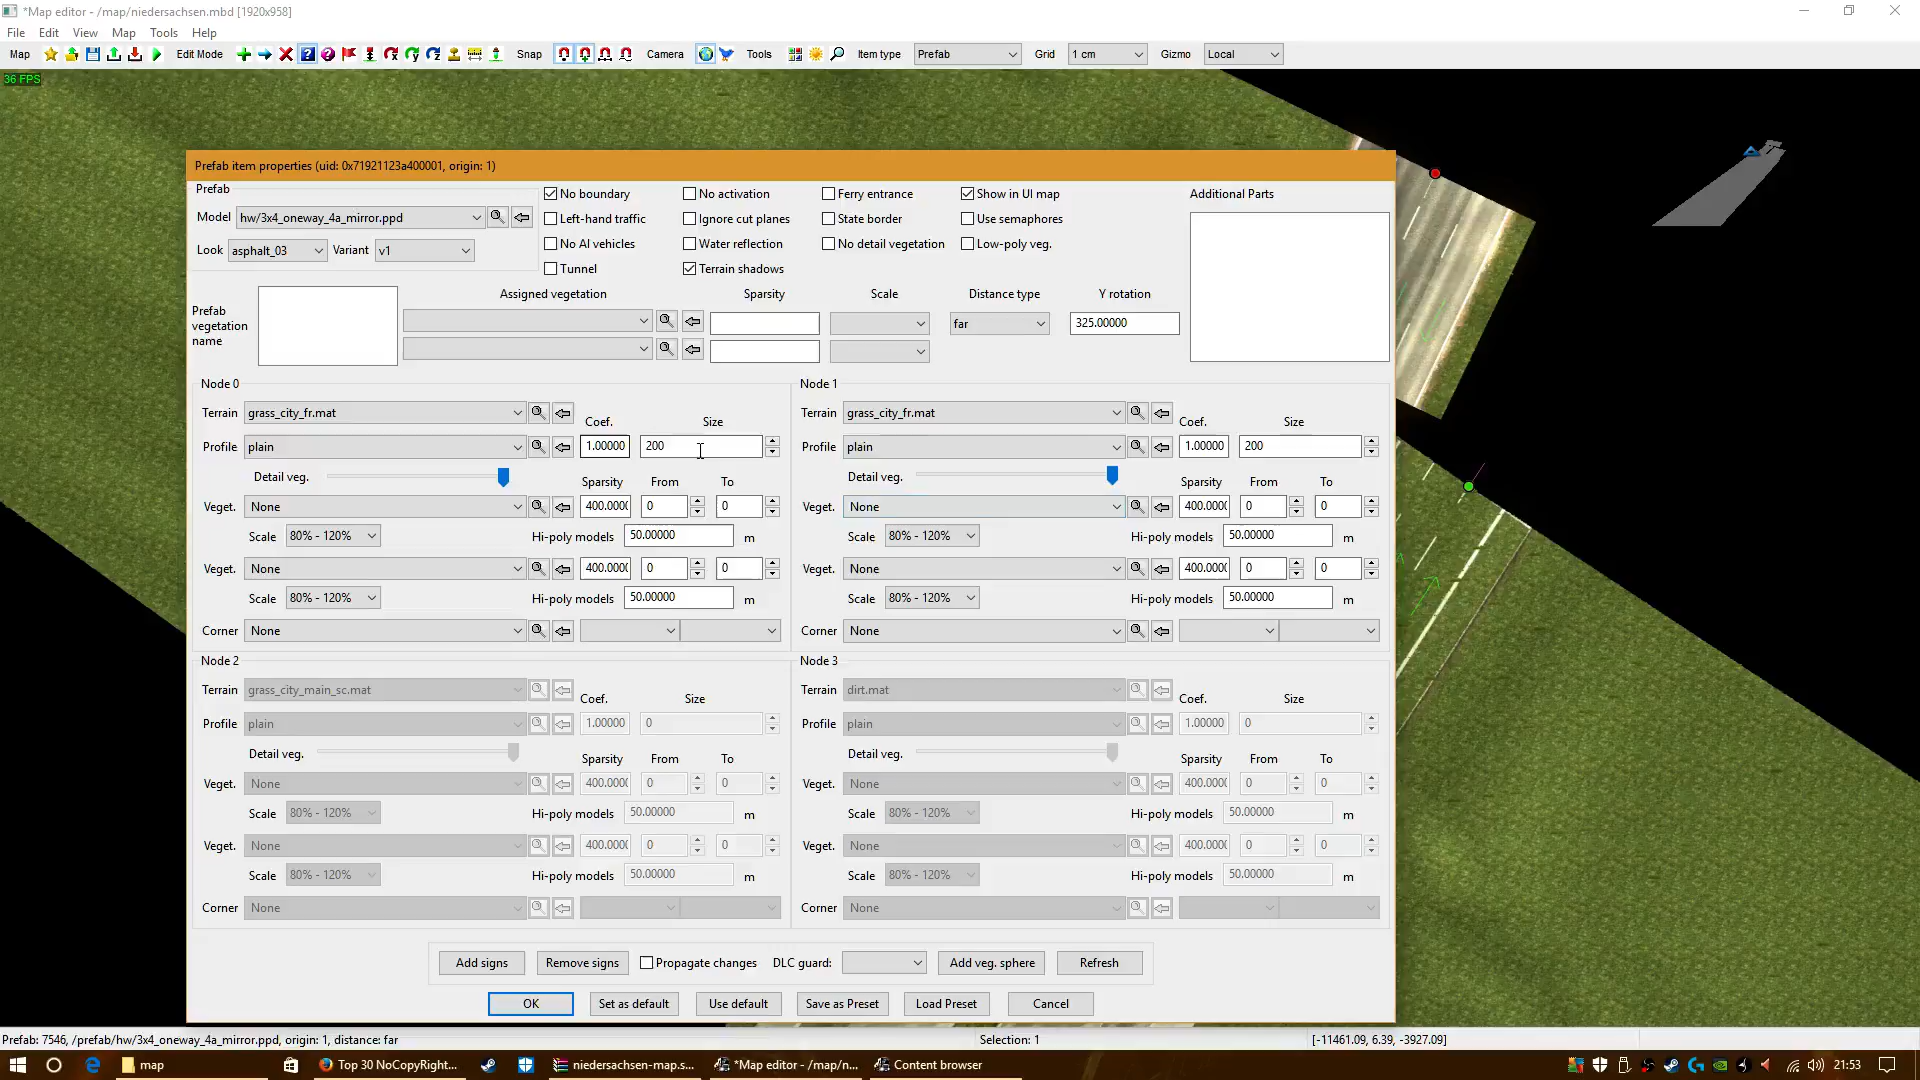 *Map editor - /map/niedersachsen.mbd [1920x958]
File Edit View Map Tools Help
Map Edit Mode Snap Camera Tools Item type Prefab Grid 1 cm Gizmo Local
36 FPS
Prefab item properties (uid: 0x71921123a400001, origin: 1)
Prefab
No boundary No activation Ferry entrance Show in UI map Additional Parts
Model hw/3x4_oneway_4a_mirror.ppd
Left-hand traffic Ignore cut planes State border Use semaphores
Look asphalt_03 Variant v1
No AI vehicles Water reflection No detail vegetation Low-poly veg.
Tunnel Terrain shadows
Assigned vegetation Sparsity Scale Distance type Y rotation
Prefab
vegetation
name
far 325.00000
Node 0 Node 1
Terrain grass_city_fr.mat Coef. Size Terrain grass_city_fr.mat Coef. Size
Profile plain 1.00000 200 Profile plain 1.00000 200
Detail veg. Sparsity From To Detail veg. Sparsity From To
Veget. None 400.000( 0 0 Veget. None 400.000( 0 0
Scale 80% - 120% Hi-poly models 50.00000 m Scale 80% - 120% Hi-poly models 50.00000 m
Veget. None 400.000( 0 0 Veget. None 400.000( 0 0
Scale 80% - 120% Hi-poly models 50.00000 m Scale 80% - 120% Hi-poly models 50.00000 m
Corner None Corner None
Node 2 Node 3
Terrain grass_city_main_sc.mat Coef. Size Terrain dirt.mat Coef. Size
Profile plain 1.00000 0 Profile plain 1.00000 0
Detail veg. Sparsity From To Detail veg. Sparsity From To
Veget. None 400.000( 0 0 Veget. None 400.000( 0 0
Scale 80% - 120% Hi-poly models 50.00000 m Scale 80% - 120% Hi-poly models 50.00000 m
Veget. None 400.000( 0 0 Veget. None 400.000( 0 0
Scale 80% - 120% Hi-poly models 50.00000 m Scale 80% - 120% Hi-poly models 50.00000 m
Corner None Corner None
Add signs Remove signs Propagate changes DLC guard: Add veg. sphere Refresh
OK Set as default Use default Save as Preset Load Preset Cancel
Prefab: 7546, /prefab/hw/3x4_oneway_4a_mirror.ppd, origin: 1, distance: far Selection: 1 [-11461.09, 6.39, -3927.09]
map Top 30 NoCopyRight... niedersachsen-map.s... *Map editor - /map/n... Content browser 21:53